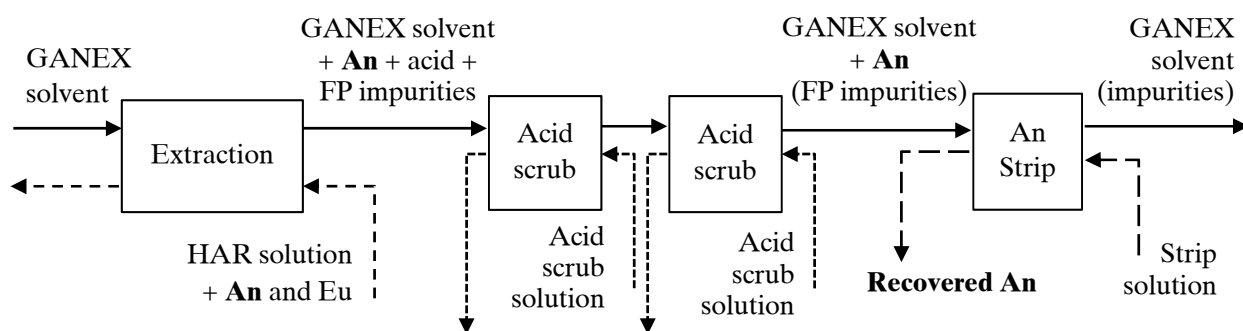 GANEX
solvent
GANEX solvent
+ An + acid +
FP impurities
GANEX solvent
+ An
(FP impurities)
GANEX
solvent
(impurities)
Extraction
Acid
scrub
Acid
scrub
An
Strip
HAR solution
+ An and Eu
Acid
scrub
solution
Acid
scrub
solution
Recovered An
Strip
solution